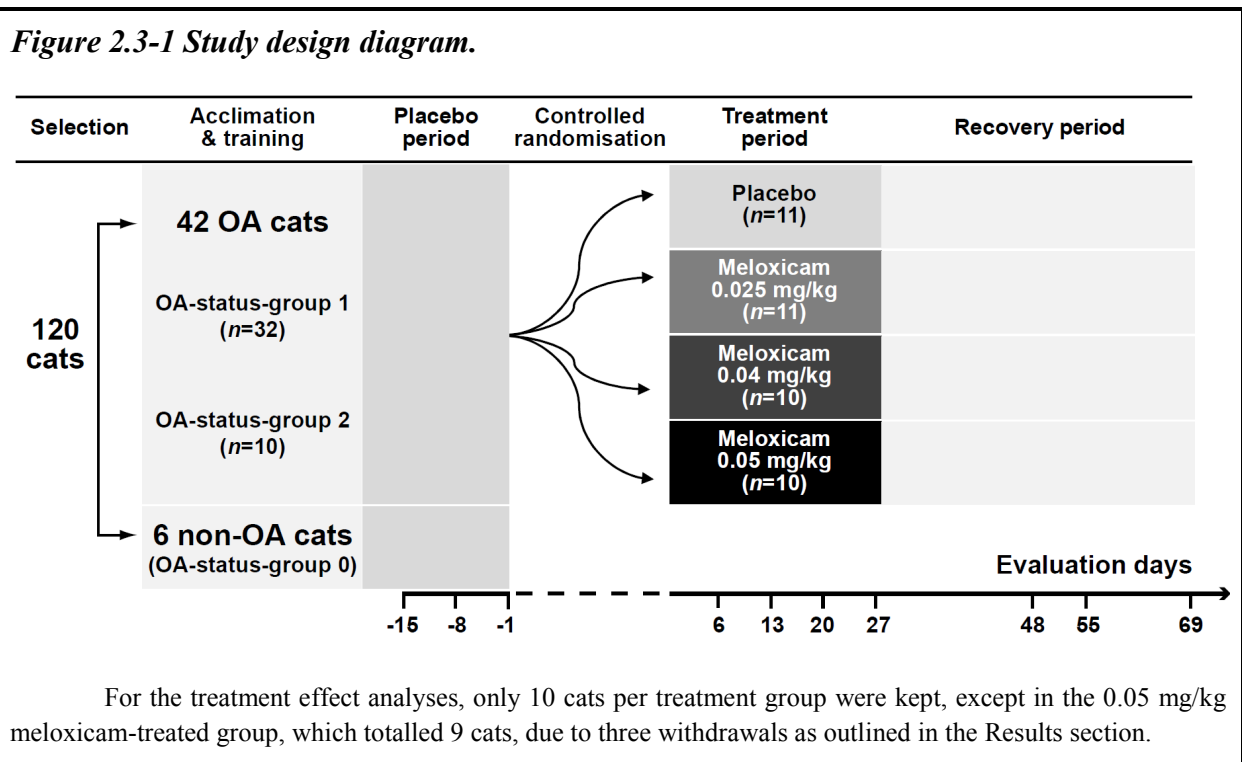 Figure 2.3-1 Study design diagram.
Selection
Acclimation
& training
Placebo
period
Controlled
randomisation
Treatment
period
Recovery period
120
cats
42 OA cats
OA-status-group 1
(n=32)
OA-status-group 2
(n=10)
6 non-OA cats
(OA-status-group 0)
Placebo
(n=11)
Meloxicam
0.025 mg/kg
(n=11)
Meloxicam
0.04 mg/kg
(n=10)
Meloxicam
0.05 mg/kg
(n=10)
Evaluation days
-15 -8 -1 6 13 20 27 48 55 69
For the treatment effect analyses, only 10 cats per treatment group were kept, except in the 0.05 mg/kg
meloxicam-treated group, which totalled 9 cats, due to three withdrawals as outlined in the Results section.